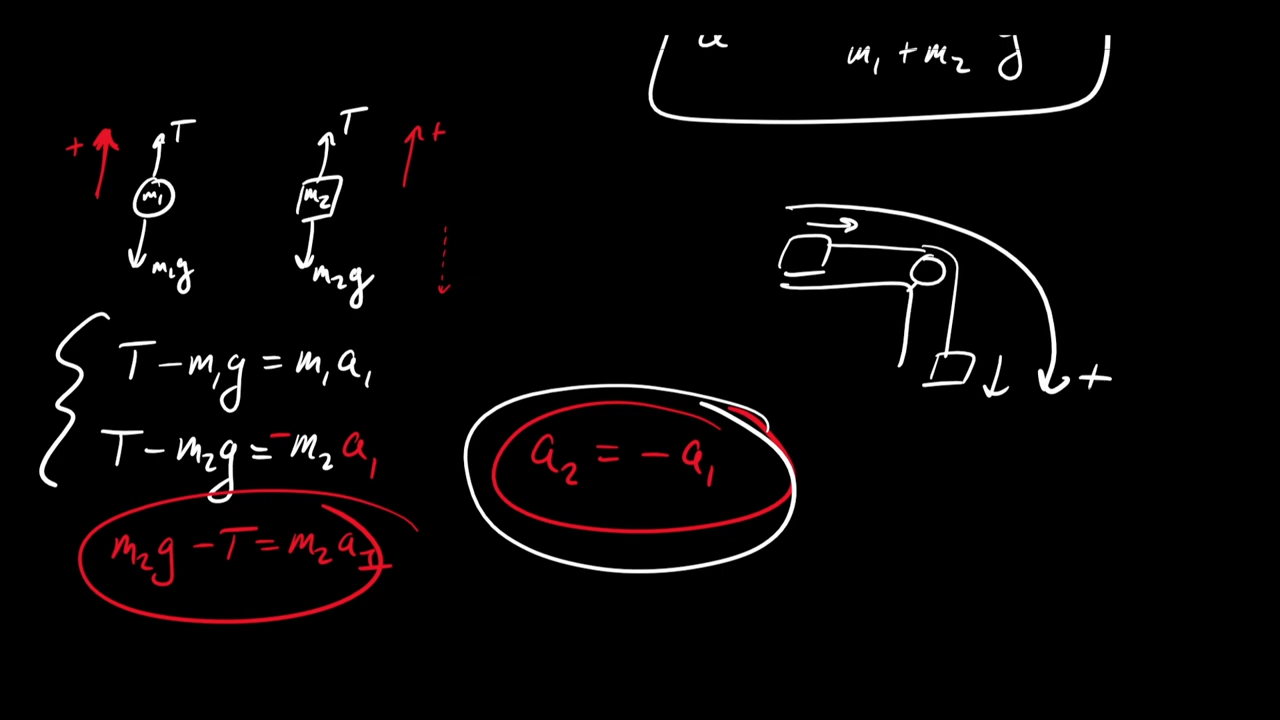 a
m₁ + m₂ g
+ T T +
m₁ m₂
m₁g m₂g
T - m₁g = m₁a₁
T - m₂g = -m₂a₁
m₂g - T = m₂a₁
a₂ = -a₁
+